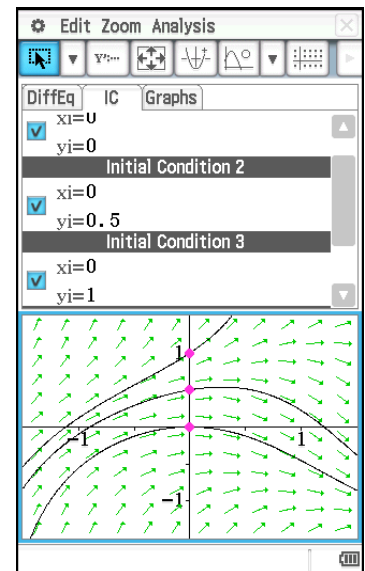 Edit Zoom Analysis
DiffEq IC Graphs
xi=0
yi=0
Initial Condition 2
xi=0
yi=0.5
Initial Condition 3
xi=0
yi=1
1
-1 1
-1